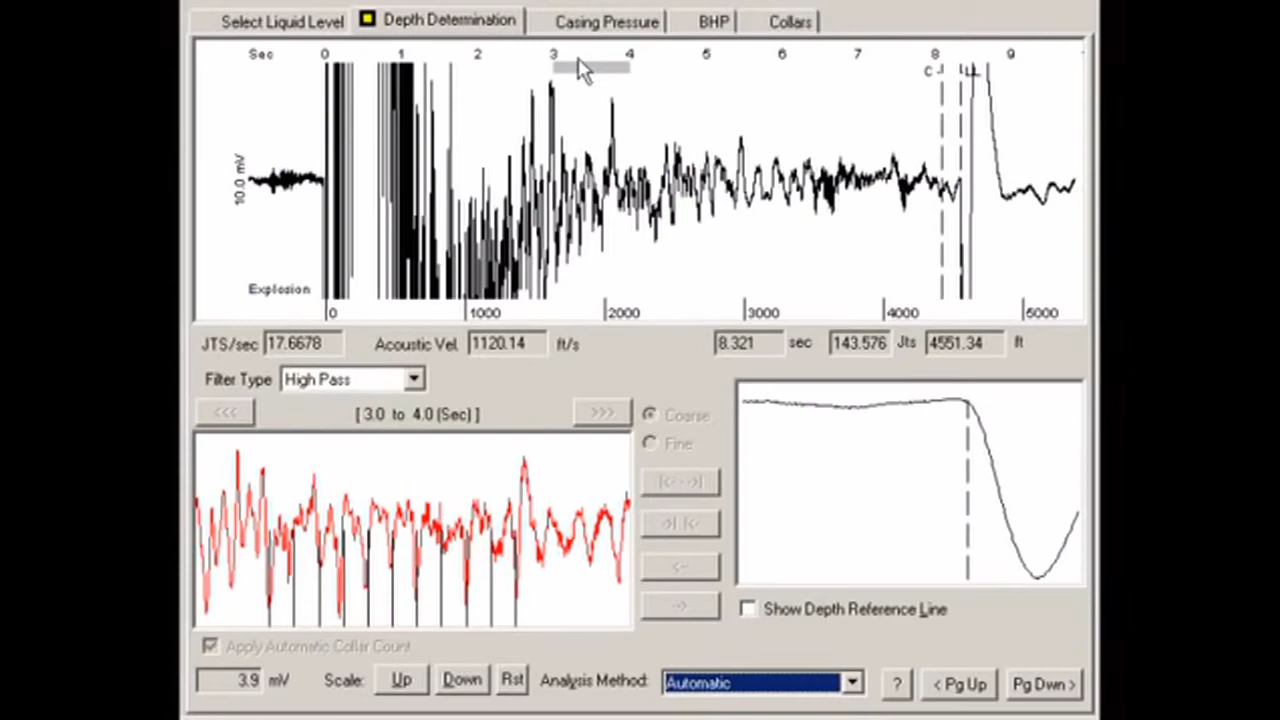 Select Liquid Level Depth Determination Casing Pressure BHP Collars
Sec 0 1 2 3 4 5 6 7 8 9
C LL
10.0 mV
Explosion
0 1000 2000 3000 4000 5000
JTS/sec 17.6678 Acoustic Vel. 1120.14 ft/s 8.321 sec 143.576 Jts 4551.34 ft
Filter Type High Pass
<<< [ 3.0 to 4.0 (Sec) ] >>> Coarse
Fine
|<-->|
>| |<
<-
->
Show Depth Reference Line
Apply Automatic Collar Count
3.9 mV Scale: Up Down Rst Analysis Method: Automatic ? < Pg Up Pg Dwn >